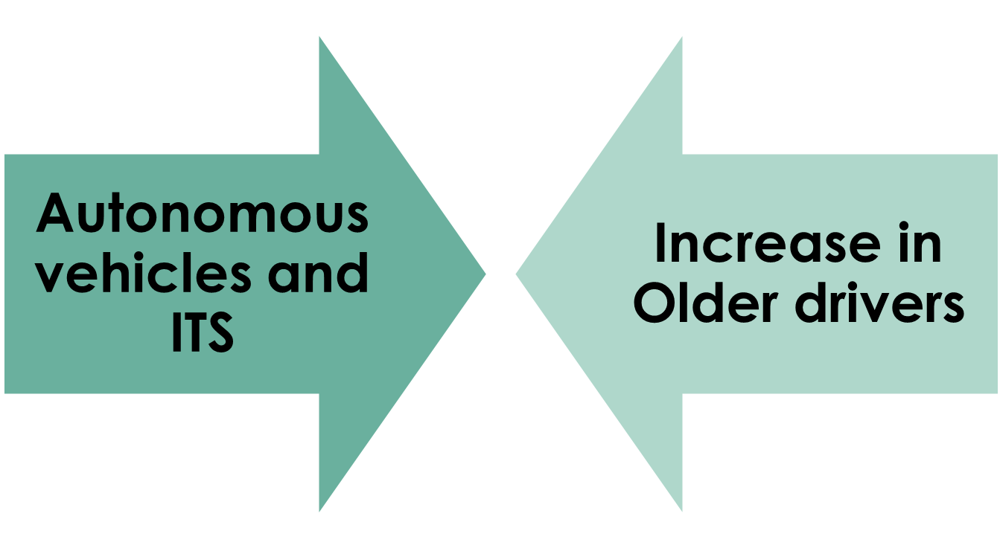 Autonomous
vehicles and
ITS
Increase in
Older drivers